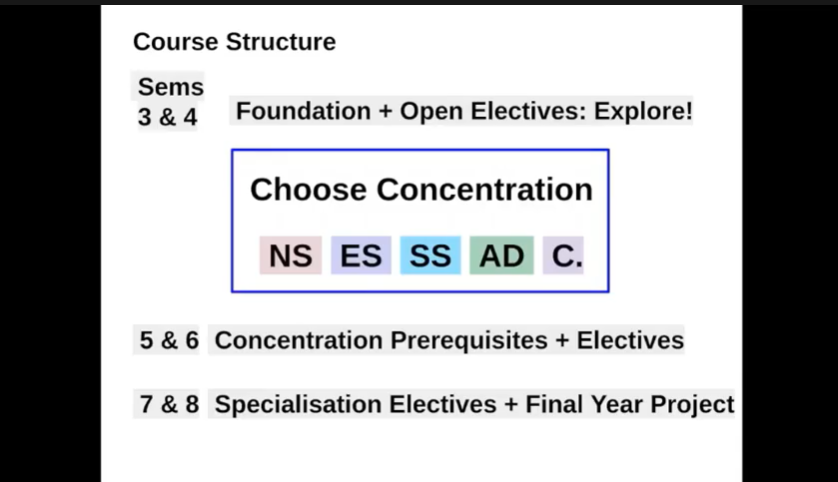 Course Structure
Sems
3 & 4
Foundation + Open Electives: Explore!
Choose Concentration
NS ES SS AD C.
5 & 6 Concentration Prerequisites + Electives
7 & 8 Specialisation Electives + Final Year Project